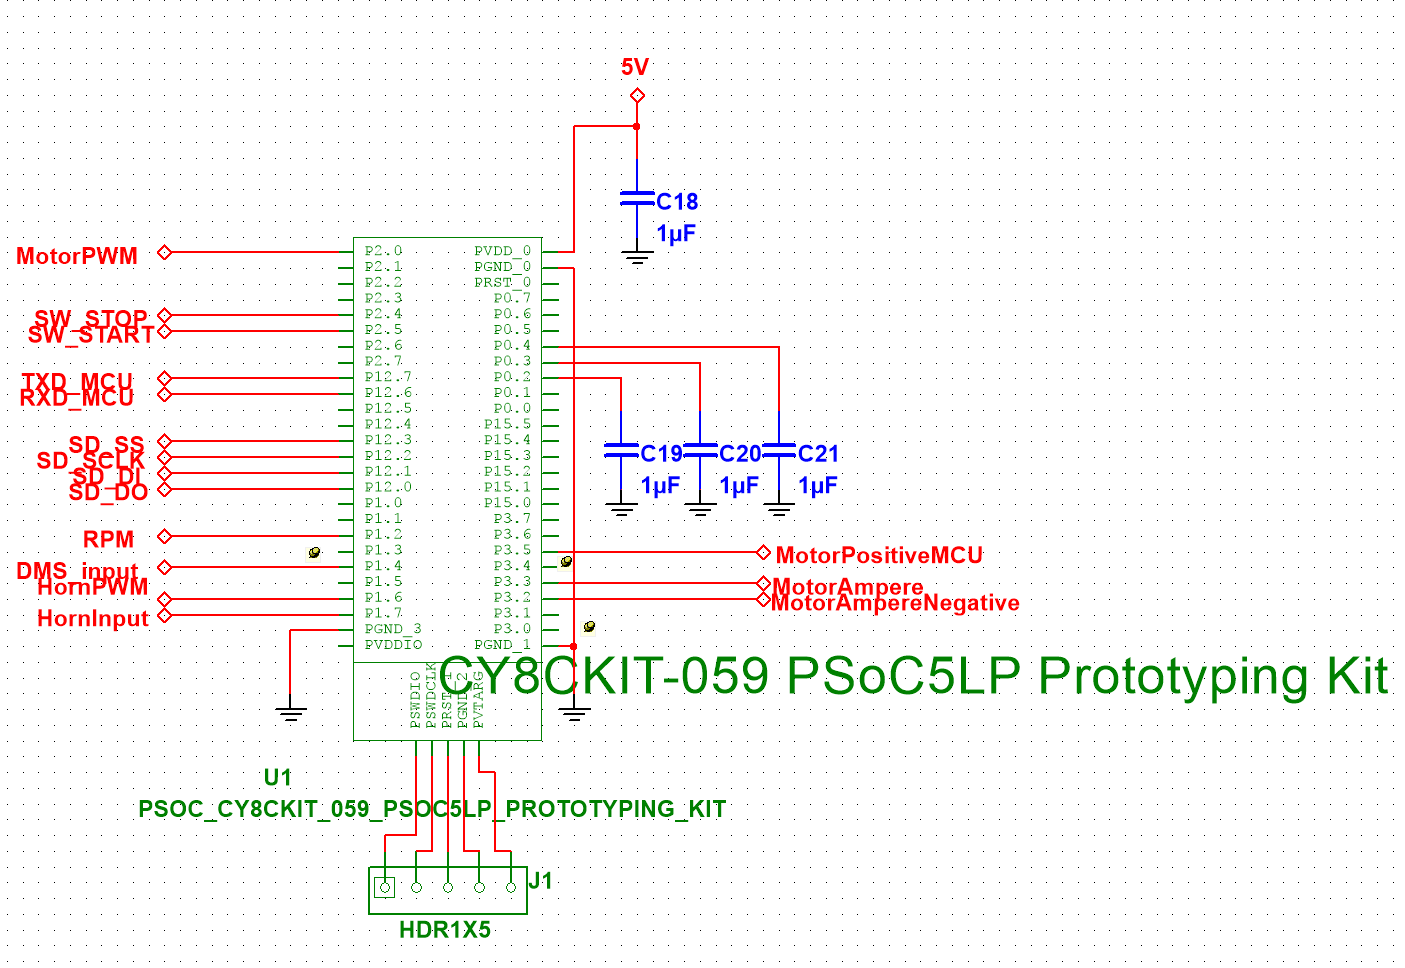 5V
C18
1µF
MotorPWM
SW_STOP
SW_START
TXD_MCU
RXD_MCU
SD_SS
SD_SCLK
SD_DI
SD_DO
RPM
DMS_input
HornPWM
HornInput
P2.0
P2.1
P2.2
P2.3
P2.4
P2.5
P2.6
P2.7
P12.7
P12.6
P12.5
P12.4
P12.3
P12.2
P12.1
P12.0
P1.0
P1.1
P1.2
P1.3
P1.4
P1.5
P1.6
P1.7
PGND_3
PVDDIO
PVDD_0
PGND_0
PRST_0
P0.7
P0.6
P0.5
P0.4
P0.3
P0.2
P0.1
P0.0
P15.5
P15.4
P15.3
P15.2
P15.1
P15.0
P3.7
P3.6
P3.5
P3.4
P3.3
P3.2
P3.1
P3.0
PGND_1
C19
1µF
C20
1µF
C21
1µF
MotorPositiveMCU
MotorAmpere
MotorAmpereNegative
CY8CKIT-059 PSoC5LP Prototyping Kit
PSWDIO
PSWDCLK
PGND_2
PVTARG
U1
PSOC_CY8CKIT_059_PSOC5LP_PROTOTYPING_KIT
J1
HDR1X5